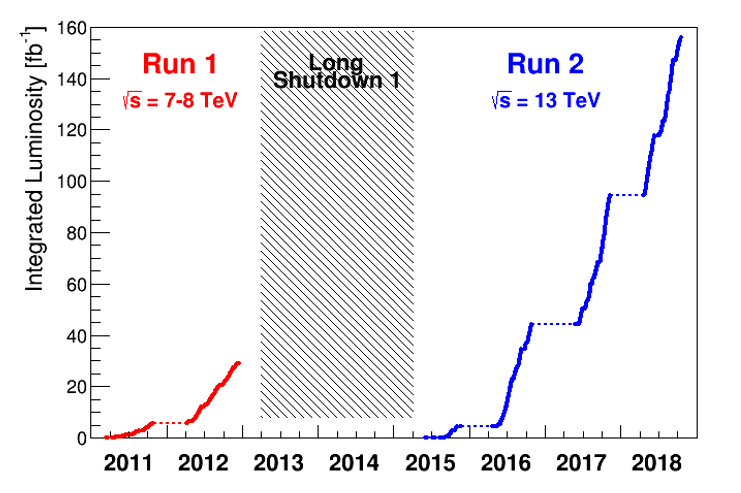 Integrated Luminosity [fb⁻¹]
160
140
120
100
80
60
40
20
0
Run 1
√s = 7-8 TeV
Long
Shutdown 1
Run 2
√s = 13 TeV
2011 2012 2013 2014 2015 2016 2017 2018